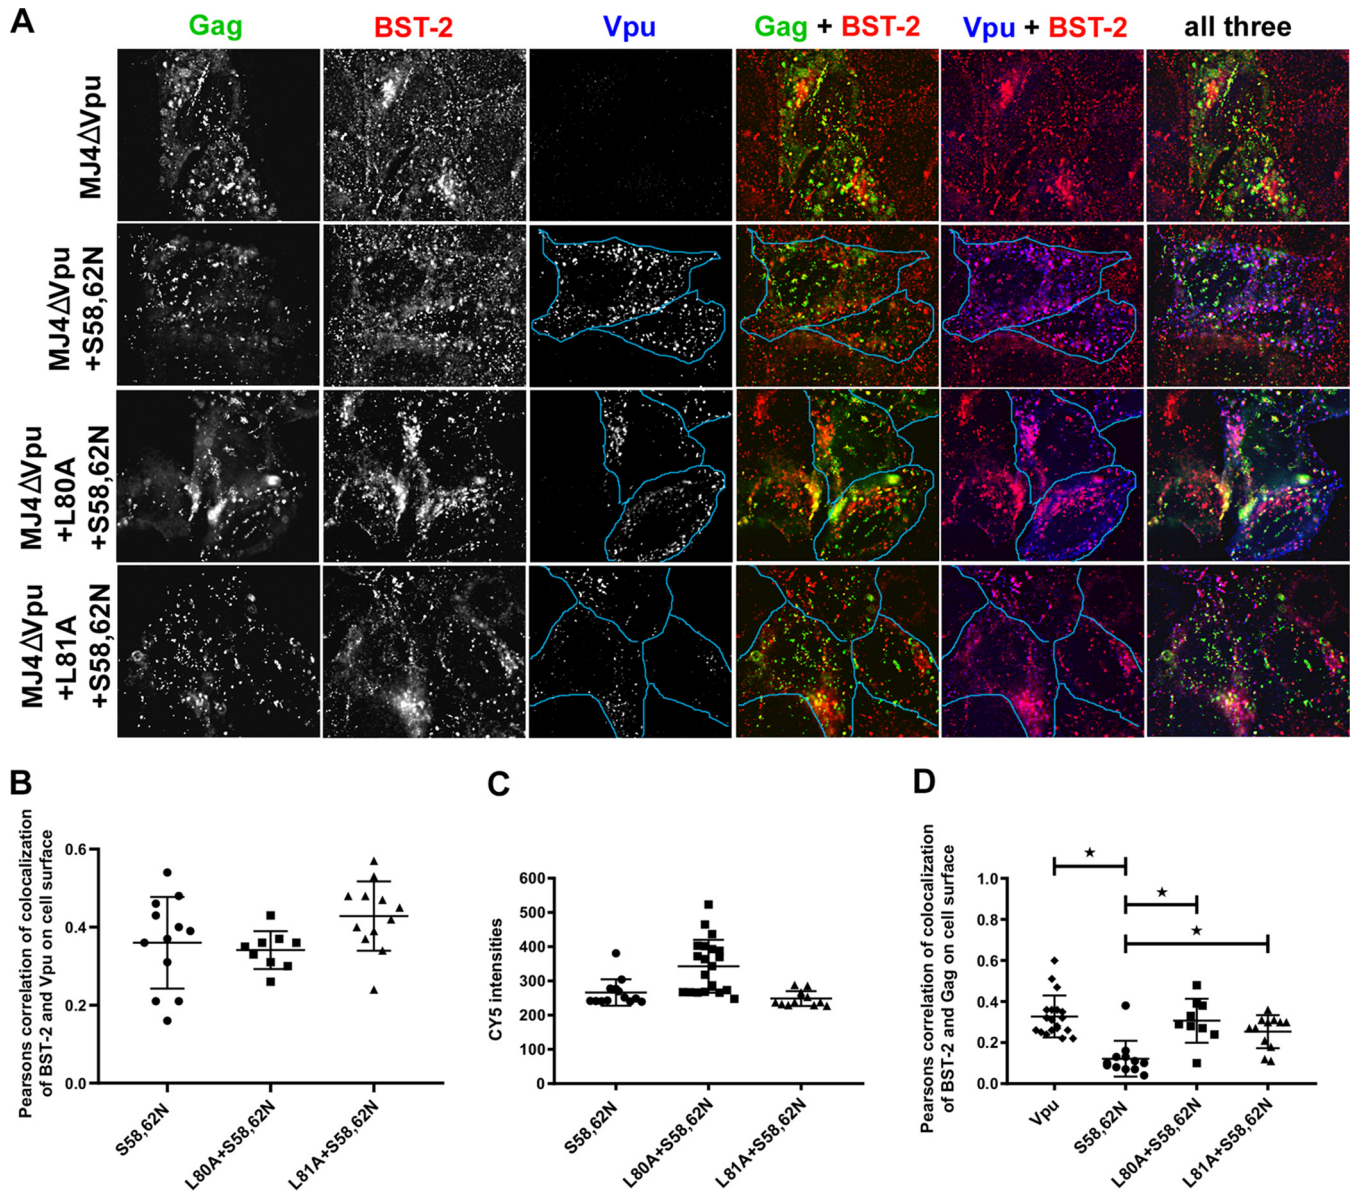 A
Gag
BST-2
Vpu
Gag + BST-2
Vpu + BST-2
all three
MJ4ΔVpu
MJ4ΔVpu
+S58,62N
MJ4ΔVpu
+L80A
+S58,62N
MJ4ΔVpu
+L81A
+S58,62N
B
Pearsons correlation of colocalization
of BST-2 and Vpu on cell surface
0.6
0.4
0.2
0.0
S58,62N
L80A+S58,62N
L81A+S58,62N
C
CY5 intensities
600
500
400
300
200
100
0
S58,62N
L80A+S58,62N
L81A+S58,62N
D
Pearsons correlation of colocalization
of BST-2 and Gag on cell surface
1.0
0.8
0.6
0.4
0.2
0.0
Vpu
S58,62N
L80A+S58,62N
L81A+S58,62N